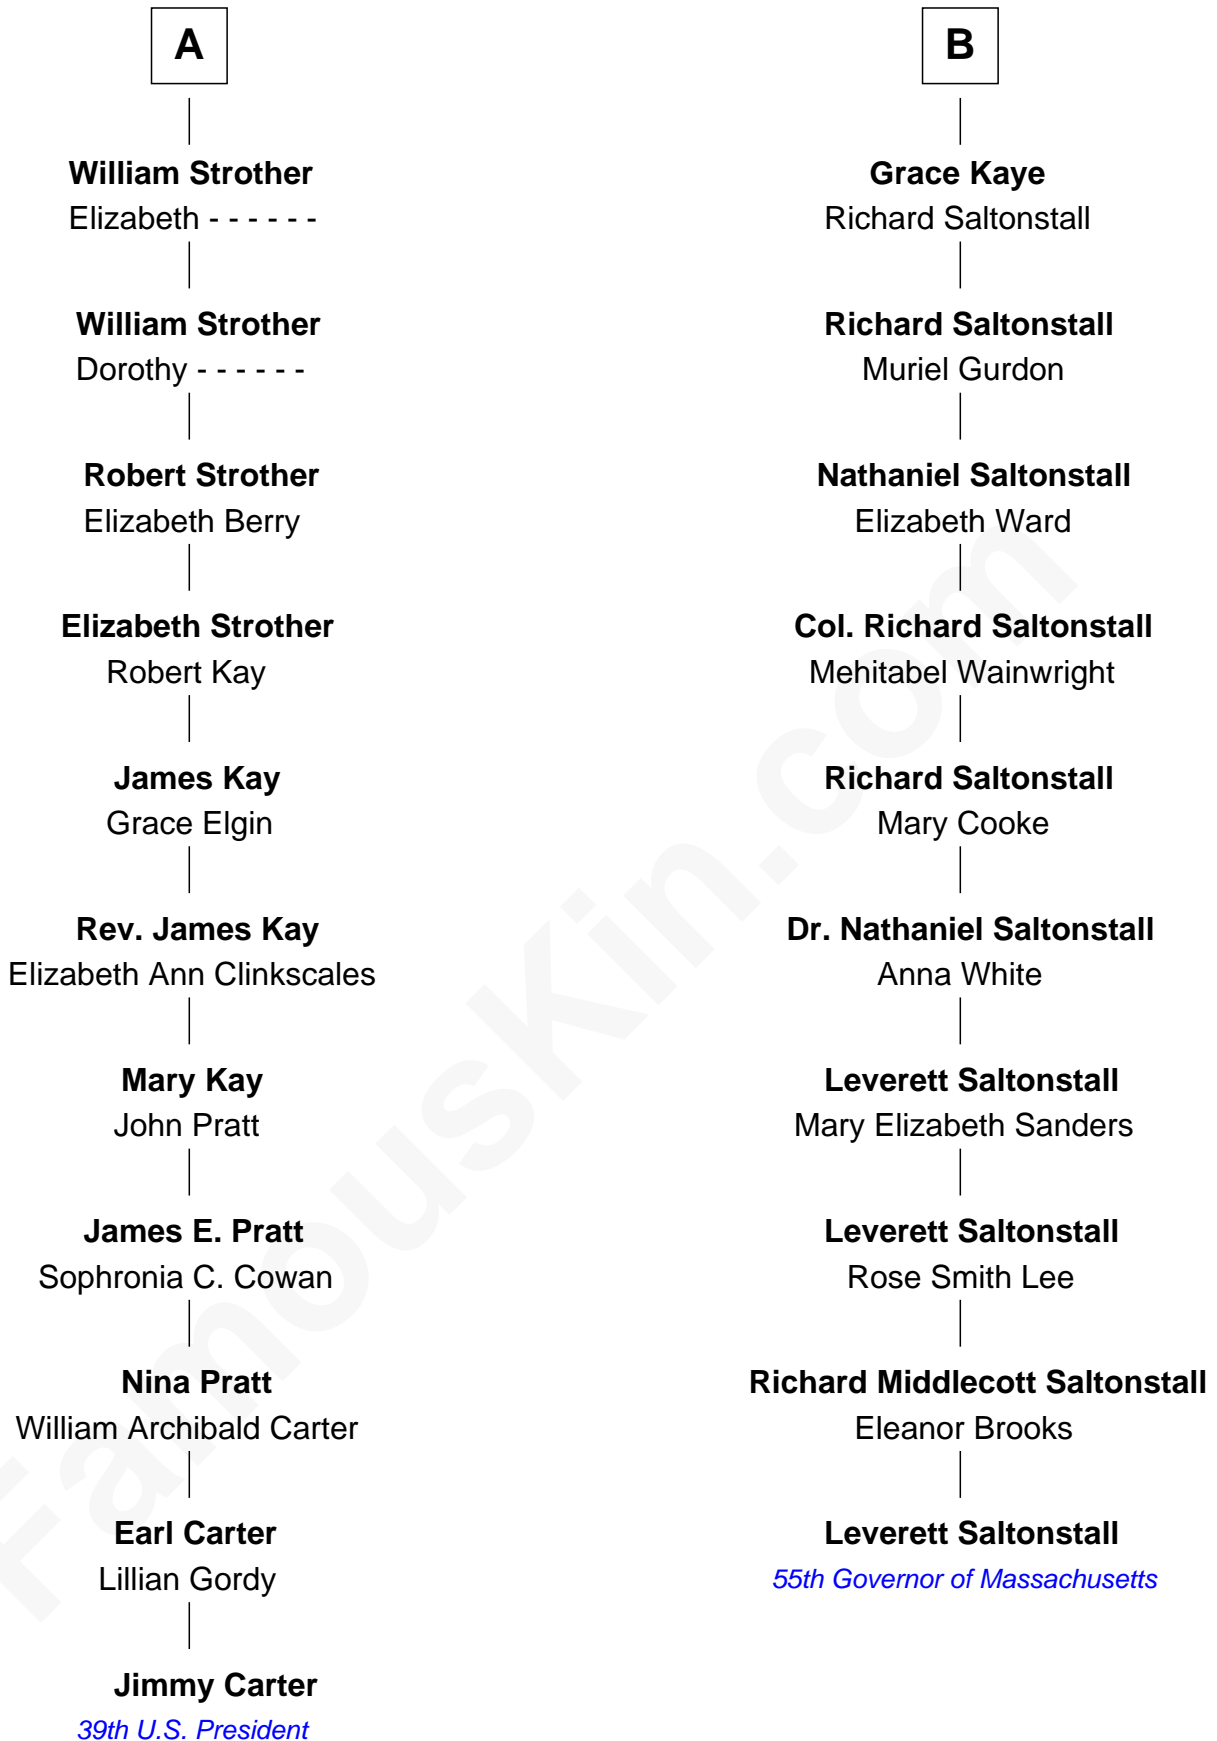 A
William Strother
Elizabeth - - - - - -
William Strother
Dorothy - - - - - -
Robert Strother
Elizabeth Berry
Elizabeth Strother
Robert Kay
James Kay
Grace Elgin
Rev. James Kay
Elizabeth Ann Clinkscales
Mary Kay
John Pratt
James E. Pratt
Sophronia C. Cowan
Nina Pratt
William Archibald Carter
Earl Carter
Lillian Gordy
Jimmy Carter
39th U.S. President
B
Grace Kaye
Richard Saltonstall
Richard Saltonstall
Muriel Gurdon
Nathaniel Saltonstall
Elizabeth Ward
Col. Richard Saltonstall
Mehitabel Wainwright
Richard Saltonstall
Mary Cooke
Dr. Nathaniel Saltonstall
Anna White
Leverett Saltonstall
Mary Elizabeth Sanders
Leverett Saltonstall
Rose Smith Lee
Richard Middlecott Saltonstall
Eleanor Brooks
Leverett Saltonstall
55th Governor of Massachusetts
FamousKin.com